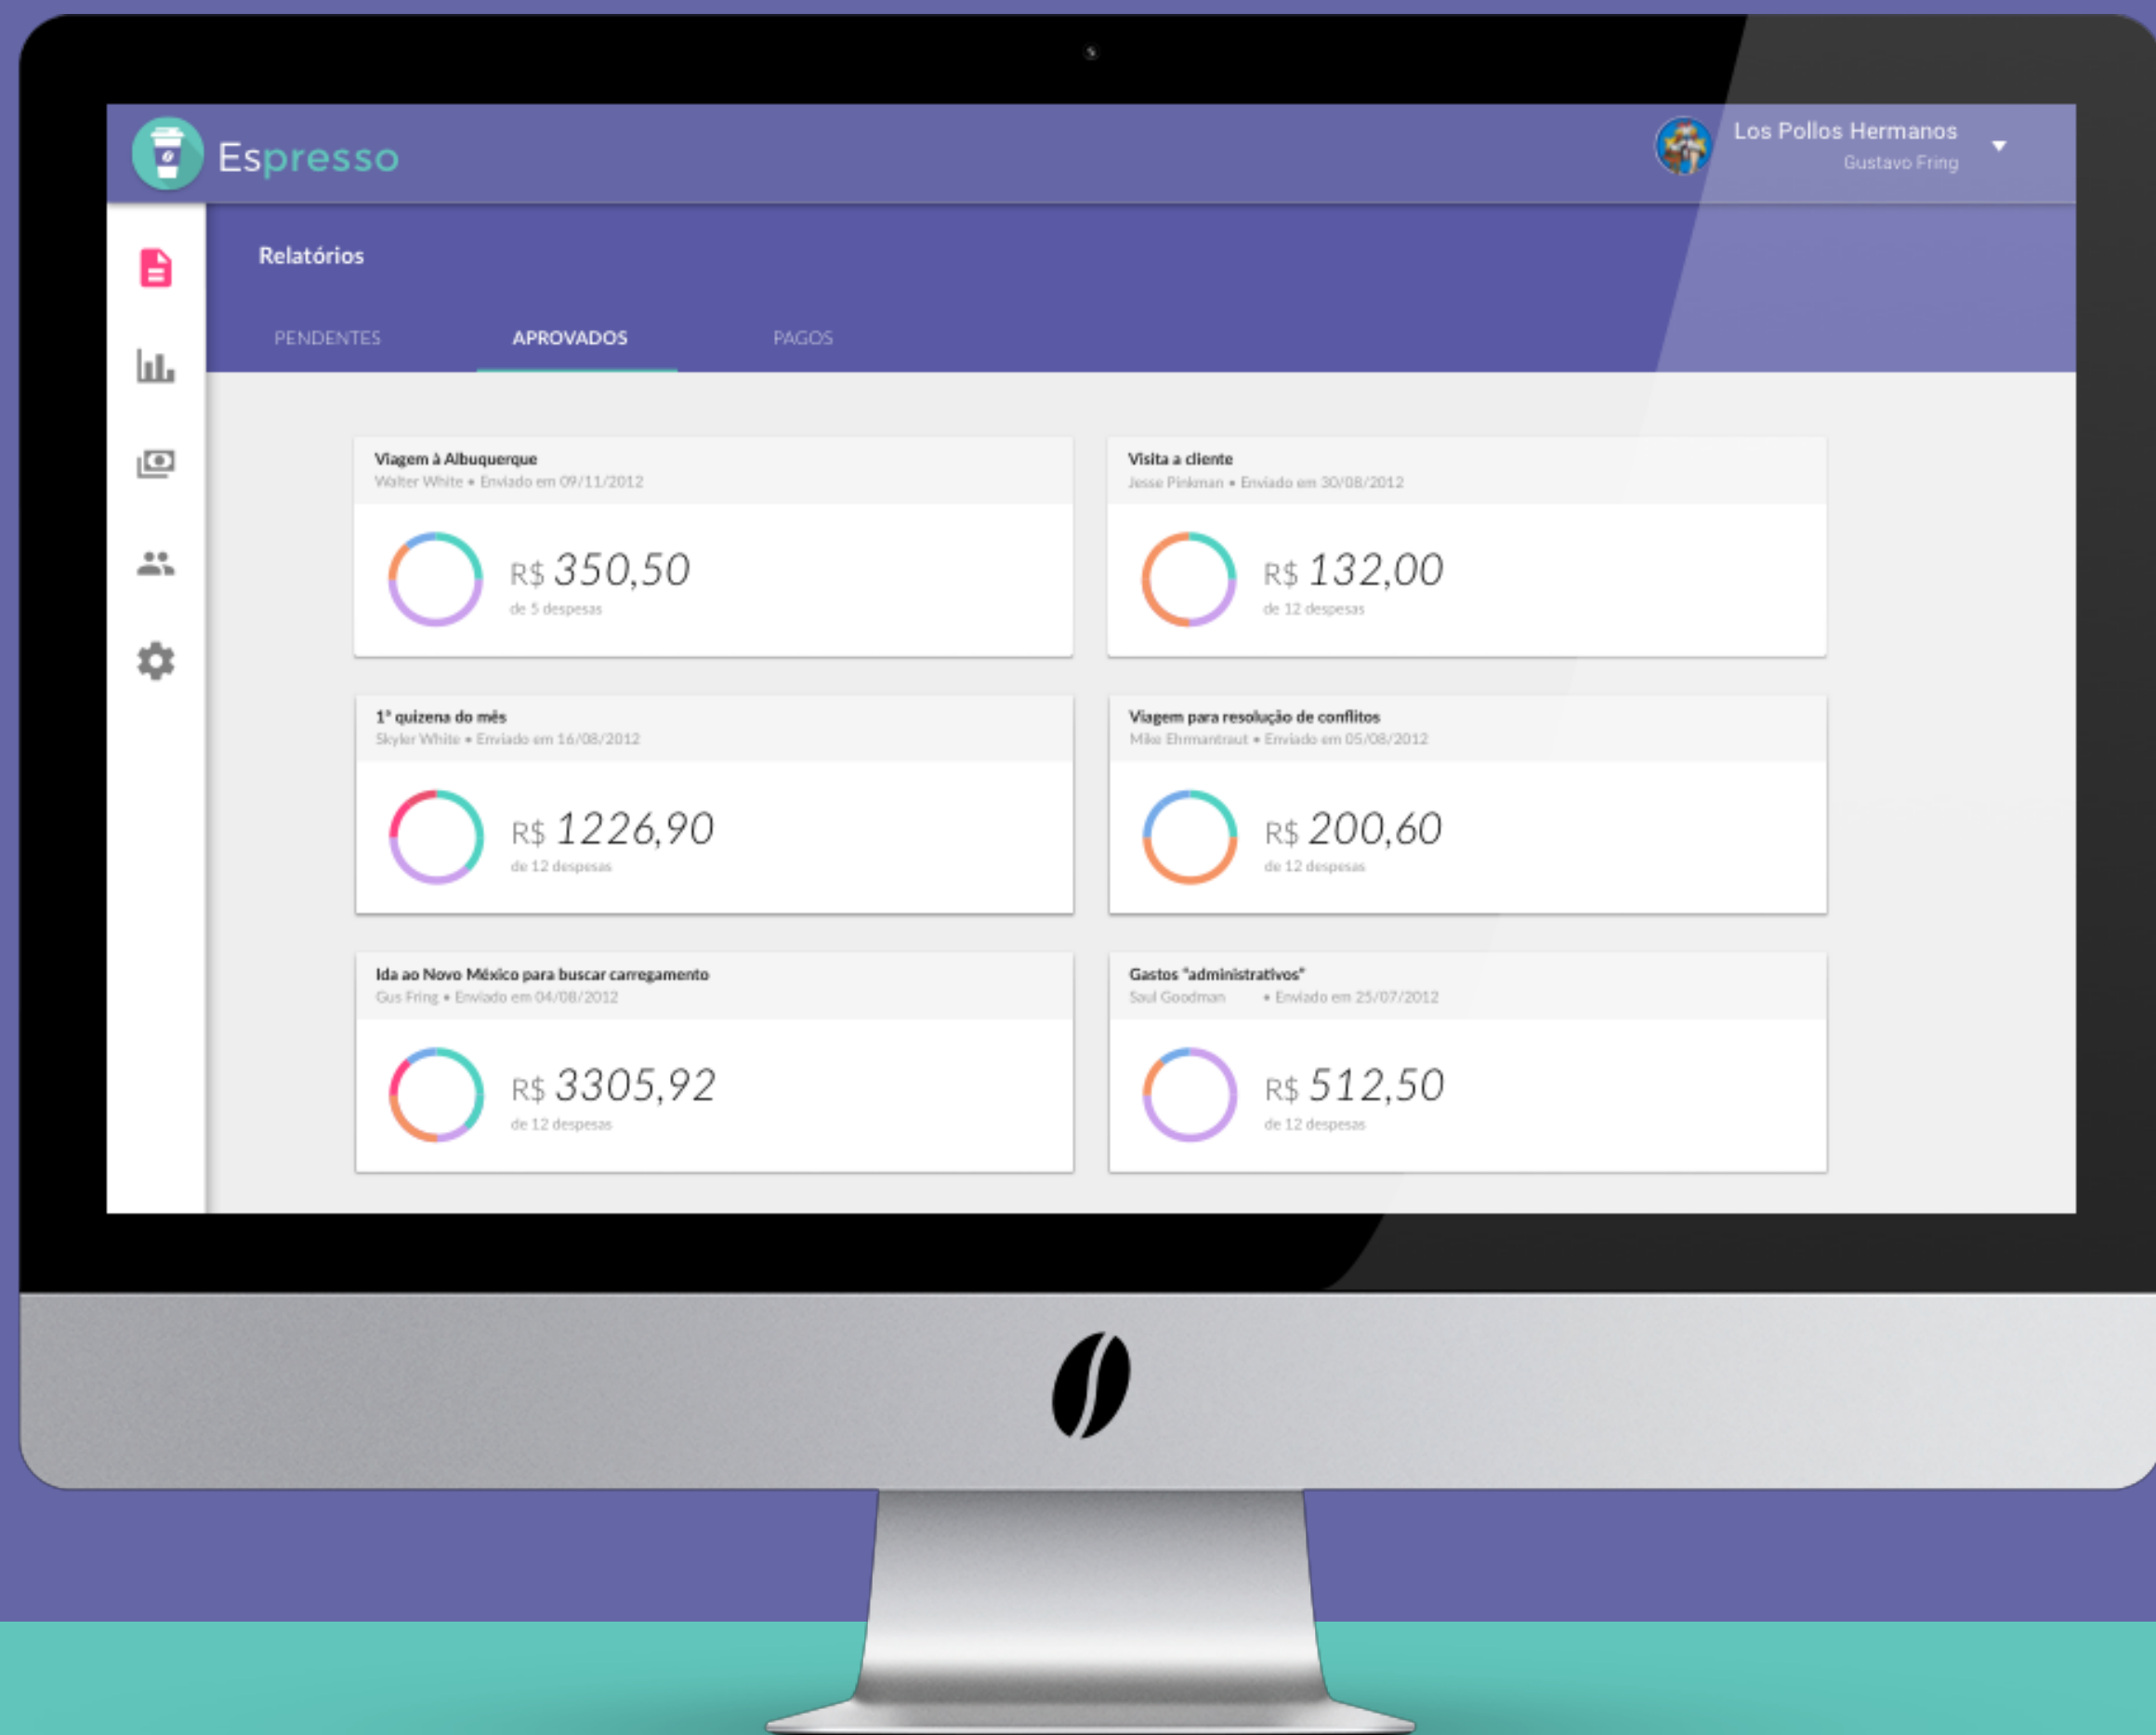 Espresso
Los Pollos Hermanos
Gustavo Fring
Relatórios
PENDENTES APROVADOS PAGOS
Viagem à Albuquerque
Walter White • Enviado em 09/11/2012
R$ 350,50
de 5 despesas
Visita a cliente
Jesse Pinkman • Enviado em 30/08/2012
R$ 132,00
de 12 despesas
1ª quizena do mês
Skyler White • Enviado em 16/08/2012
R$ 1226,90
de 12 despesas
Viagem para resolução de conflitos
Mike Ehrmantraut • Enviado em 05/08/2012
R$ 200,60
de 12 despesas
Ida ao Novo México para buscar carregamento
Gus Fring • Enviado em 04/08/2012
R$ 3305,92
de 12 despesas
Gastos "administrativos"
Saul Goodman • Enviado em 25/07/2012
R$ 512,50
de 12 despesas